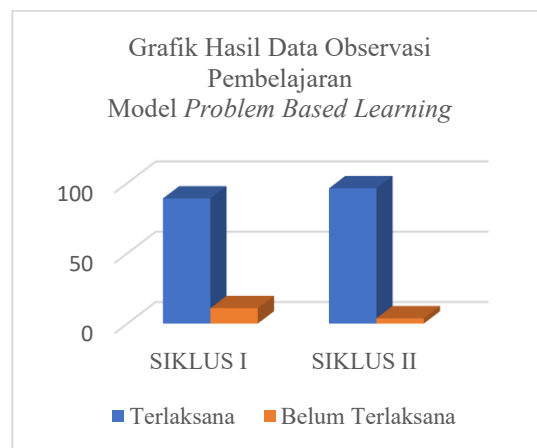 Grafik Hasil Data Observasi
Pembelajaran
Model Problem Based Learning
100
50
0
SIKLUS I SIKLUS II
Terlaksana Belum Terlaksana